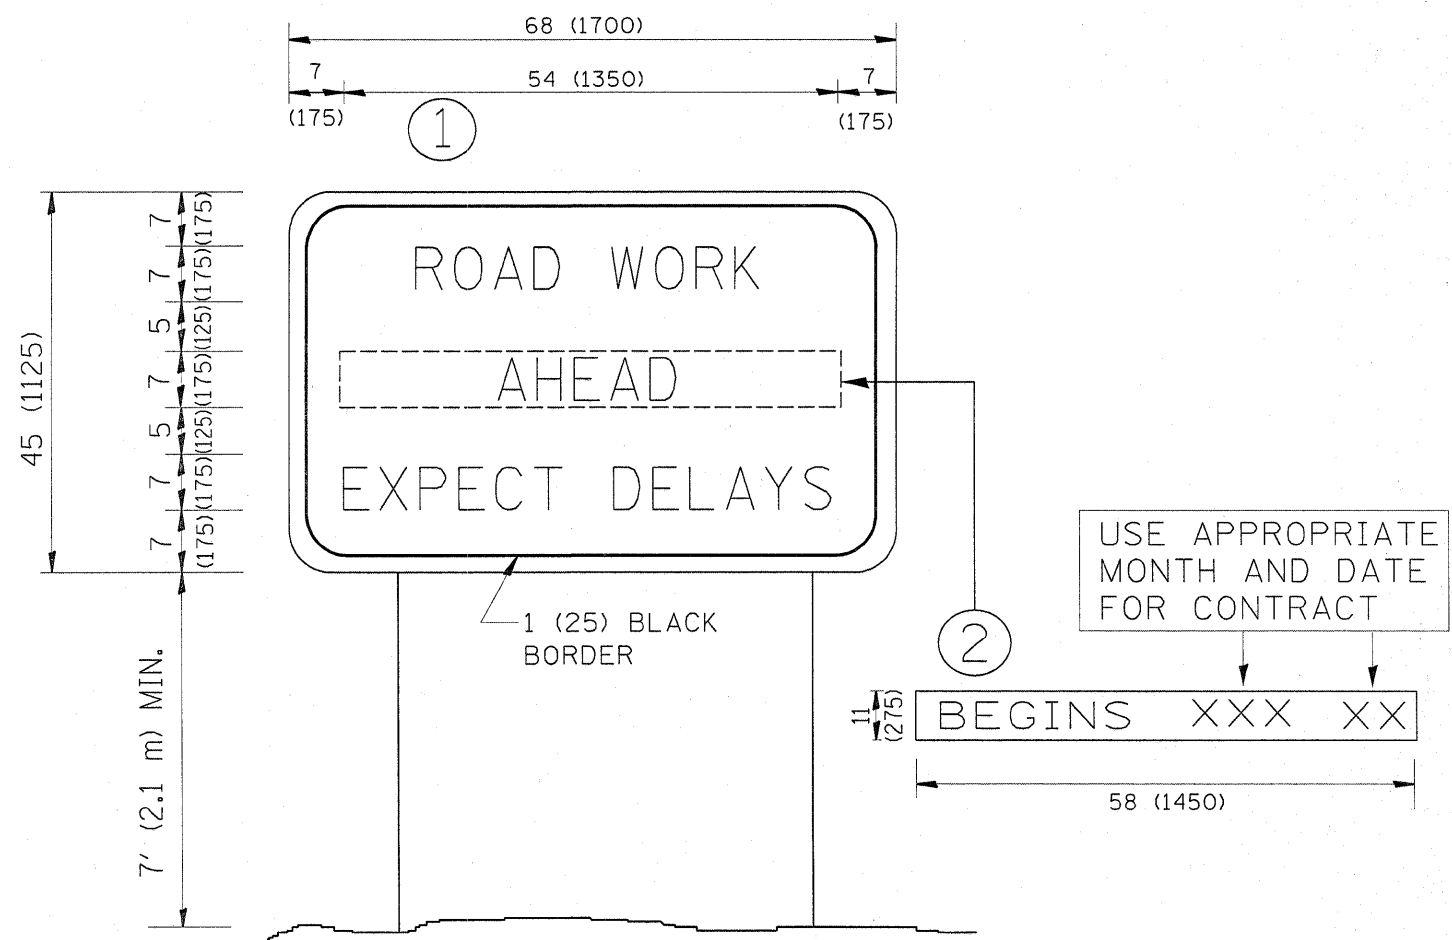 68 (1700)
7
54 (1350)
7
(175)
(175)
1
45 (1125)
7 (175)
7 (175)
5 (125)
7 (175)
5 (125)
7 (175)
7 (175)
ROAD WORK
AHEAD
EXPECT DELAYS
1 (25) BLACK
BORDER
7' (2.1 m) MIN.
2
USE APPROPRIATE
MONTH AND DATE
FOR CONTRACT
11
(275)
BEGINS XXX XX
58 (1450)